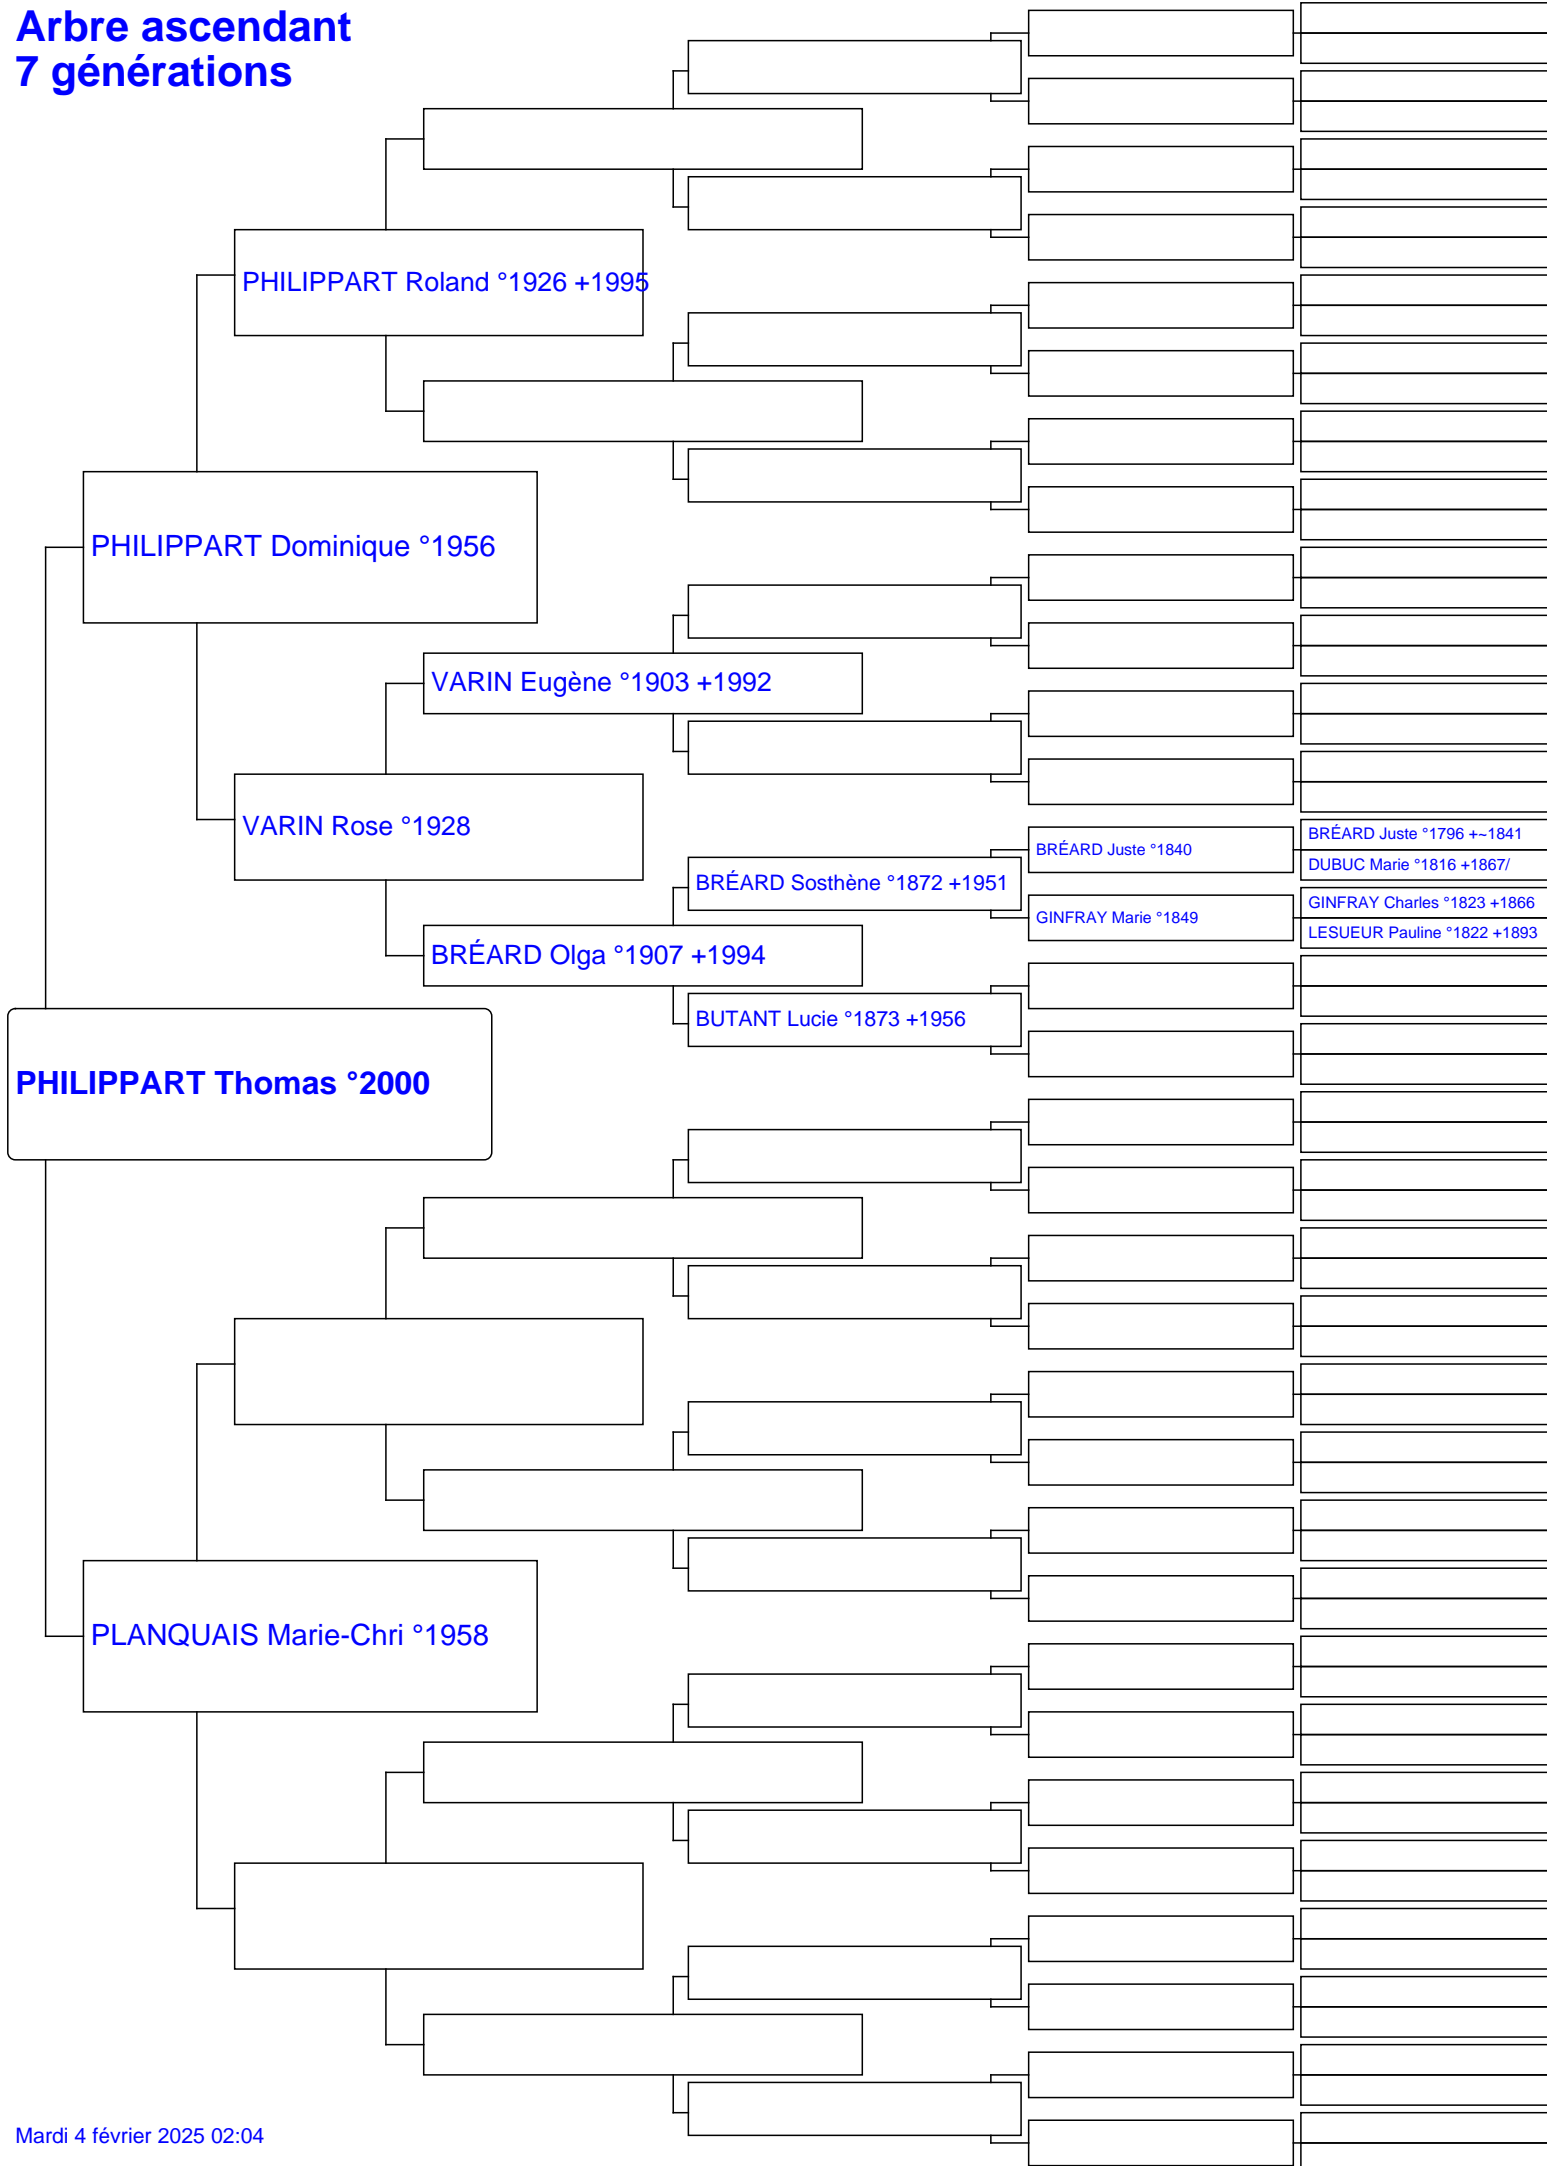 Arbre ascendant
7 générations
PHILIPPART Roland °1926 +1995
PHILIPPART Dominique °1956
VARIN Eugène °1903 +1992
VARIN Rose °1928
BRÉARD Juste °1796 +~1841
BRÉARD Juste °1840
DUBUC Marie °1816 +1867/
BRÉARD Sosthène °1872 +1951
GINFRAY Charles °1823 +1866
GINFRAY Marie °1849
LESUEUR Pauline °1822 +1893
BRÉARD Olga °1907 +1994
BUTANT Lucie °1873 +1956
PHILIPPART Thomas °2000
PLANQUAIS Marie-Chri °1958
Mardi 4 février 2025 02:04